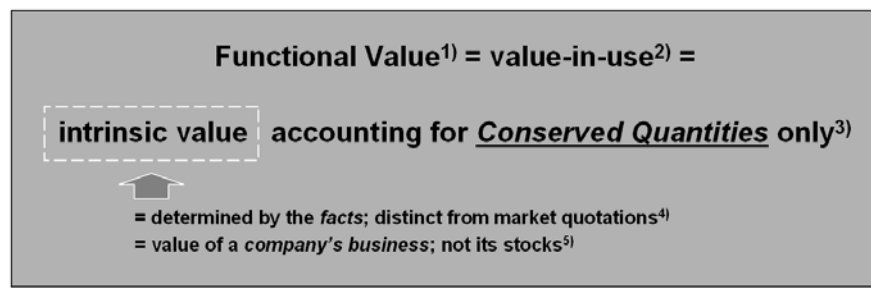 Functional Value1) = value-in-use2) =
intrinsic value accounting for Conserved Quantities only3)
= determined by the facts; distinct from market quotations4)
= value of a company's business; not its stocks5)